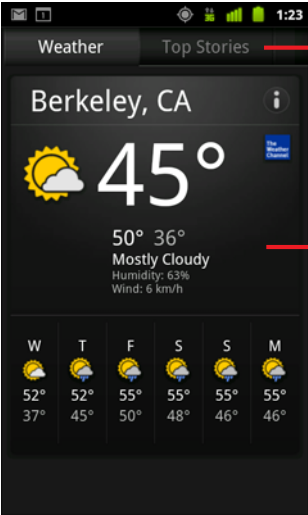 1 1:23
Weather Top Stories
Berkeley, CA i
45°
The
Weather
Channel
50° 36°
Mostly Cloudy
Humidity: 63%
Wind: 6 km/h
W T F S S M
52° 52° 55° 55° 55° 55°
37° 45° 50° 48° 46° 46°